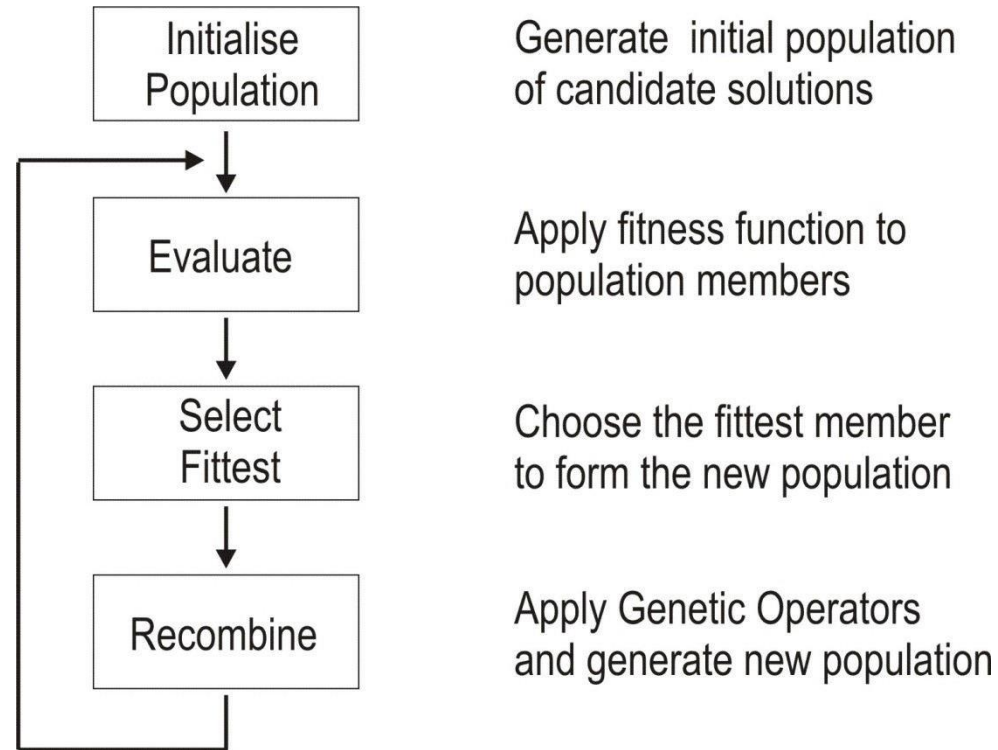 Initialise
Population
Generate initial population
of candidate solutions
Evaluate
Apply fitness function to
population members
Select
Fittest
Choose the fittest member
to form the new population
Recombine
Apply Genetic Operators
and generate new population